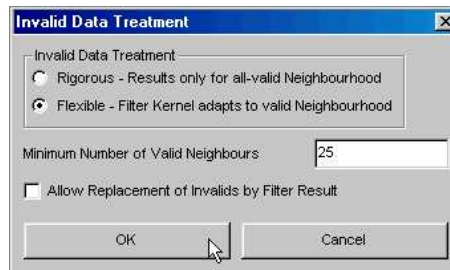 Invalid Data Treatment
Invalid Data Treatment
Rigorous - Results only for all-valid Neighbourhood
Flexible - Filter Kernel adapts to valid Neighbourhood
Minimum Number of Valid Neighbours 25
Allow Replacement of Invalids by Filter Result
OK Cancel